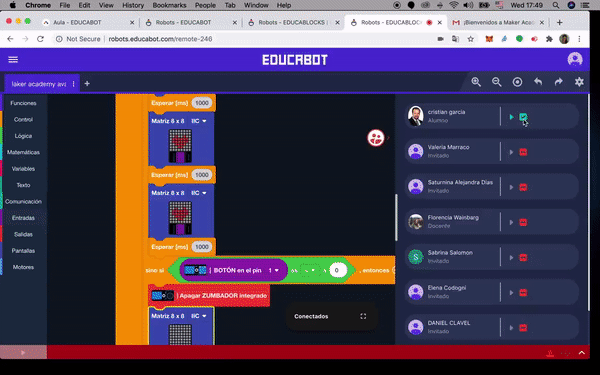 Chrome File Edit View History Bookmarks People Tab Window Help Wed 17:49
Aula - EDUCABOT
Robots - EDUCABOT
Robots - EDUCABLOCKS
Robots - EDUCABLOCKS
¡Bienvenidos a Maker Acad
Not Secure | robots.educabot.com/remote-246
EDUCABOT
aker academy ava
Funciones
Control
Lógica
Matemáticas
Variables
Texto
Comunicación
Entradas
Salidas
Pantallas
Motores
Esperar [ms] 1000
Matriz 8 x 8 IIC
Esperar [ms] 1000
Matriz 8 x 8 IIC
Esperar [ms] 1000
sino si BOTÓN en el pin 1 = 0 , entonces
Apagar ZUMBADOR integrado
Matriz 8 x 8 IIC
Conectados
cristian garcia
Alumno
Valeria Marraco
Invitado
Saturnina Alejandra Dias
Invitado
Florencia Wainbarg
Docente
S
Sabrina Salomon
Invitado
Elena Codogni
Invitado
DANIEL CLAVEL
Invitado